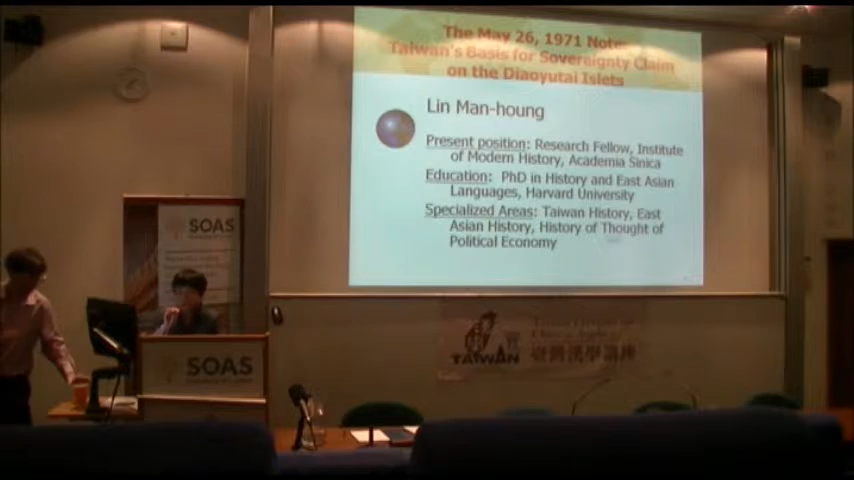 The May 26, 1971 Note:
Taiwan's Basis for Sovereignty Claim
on the Diaoyutai Islets
Lin Man-houng
Present position: Research Fellow, Institute
of Modern History, Academia Sinica
Education: PhD in History and East Asian
Languages, Harvard University
Specialized Areas: Taiwan History, East
Asian History, History of Thought of
Political Economy
SOAS
SOAS
TAIWAN
臺灣漢學講座